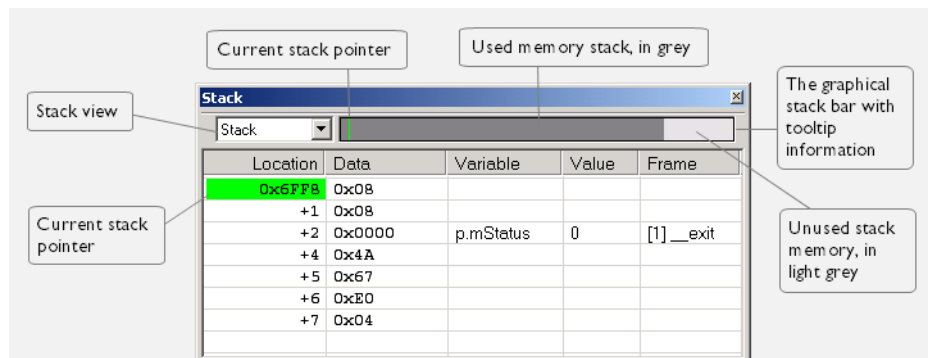 Current stack pointer
Used memory stack, in grey
The graphical
stack bar with
tooltip
information
Stack view
Stack
Stack
Location Data Variable Value Frame
0x6FF8 0x08
+1 0x08
+2 0x0000 p.mStatus 0 [1] __exit
+4 0x4A
+5 0x67
+6 0xE0
+7 0x04
Current stack
pointer
Unused stack
memory, in
light grey